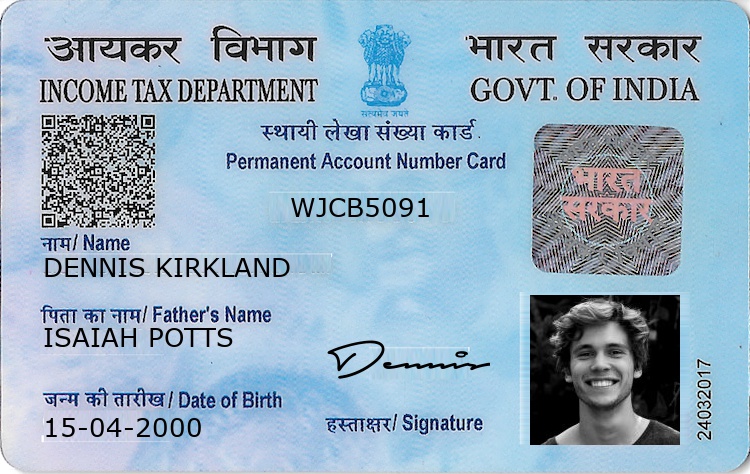 आयकर विभाग
INCOME TAX DEPARTMENT
भारत सरकार
GOVT. OF INDIA
सत्यमेव जयते
स्थायी लेखा संख्या कार्ड
Permanent Account Number Card
WJCB5091
भारत
सरकार
नाम/ Name
DENNIS KIRKLAND
पिता का नाम/ Father's Name
ISAIAH POTTS
Dennis
जन्म की तारीख/ Date of Birth
15-04-2000
हस्ताक्षर/ Signature
24032017